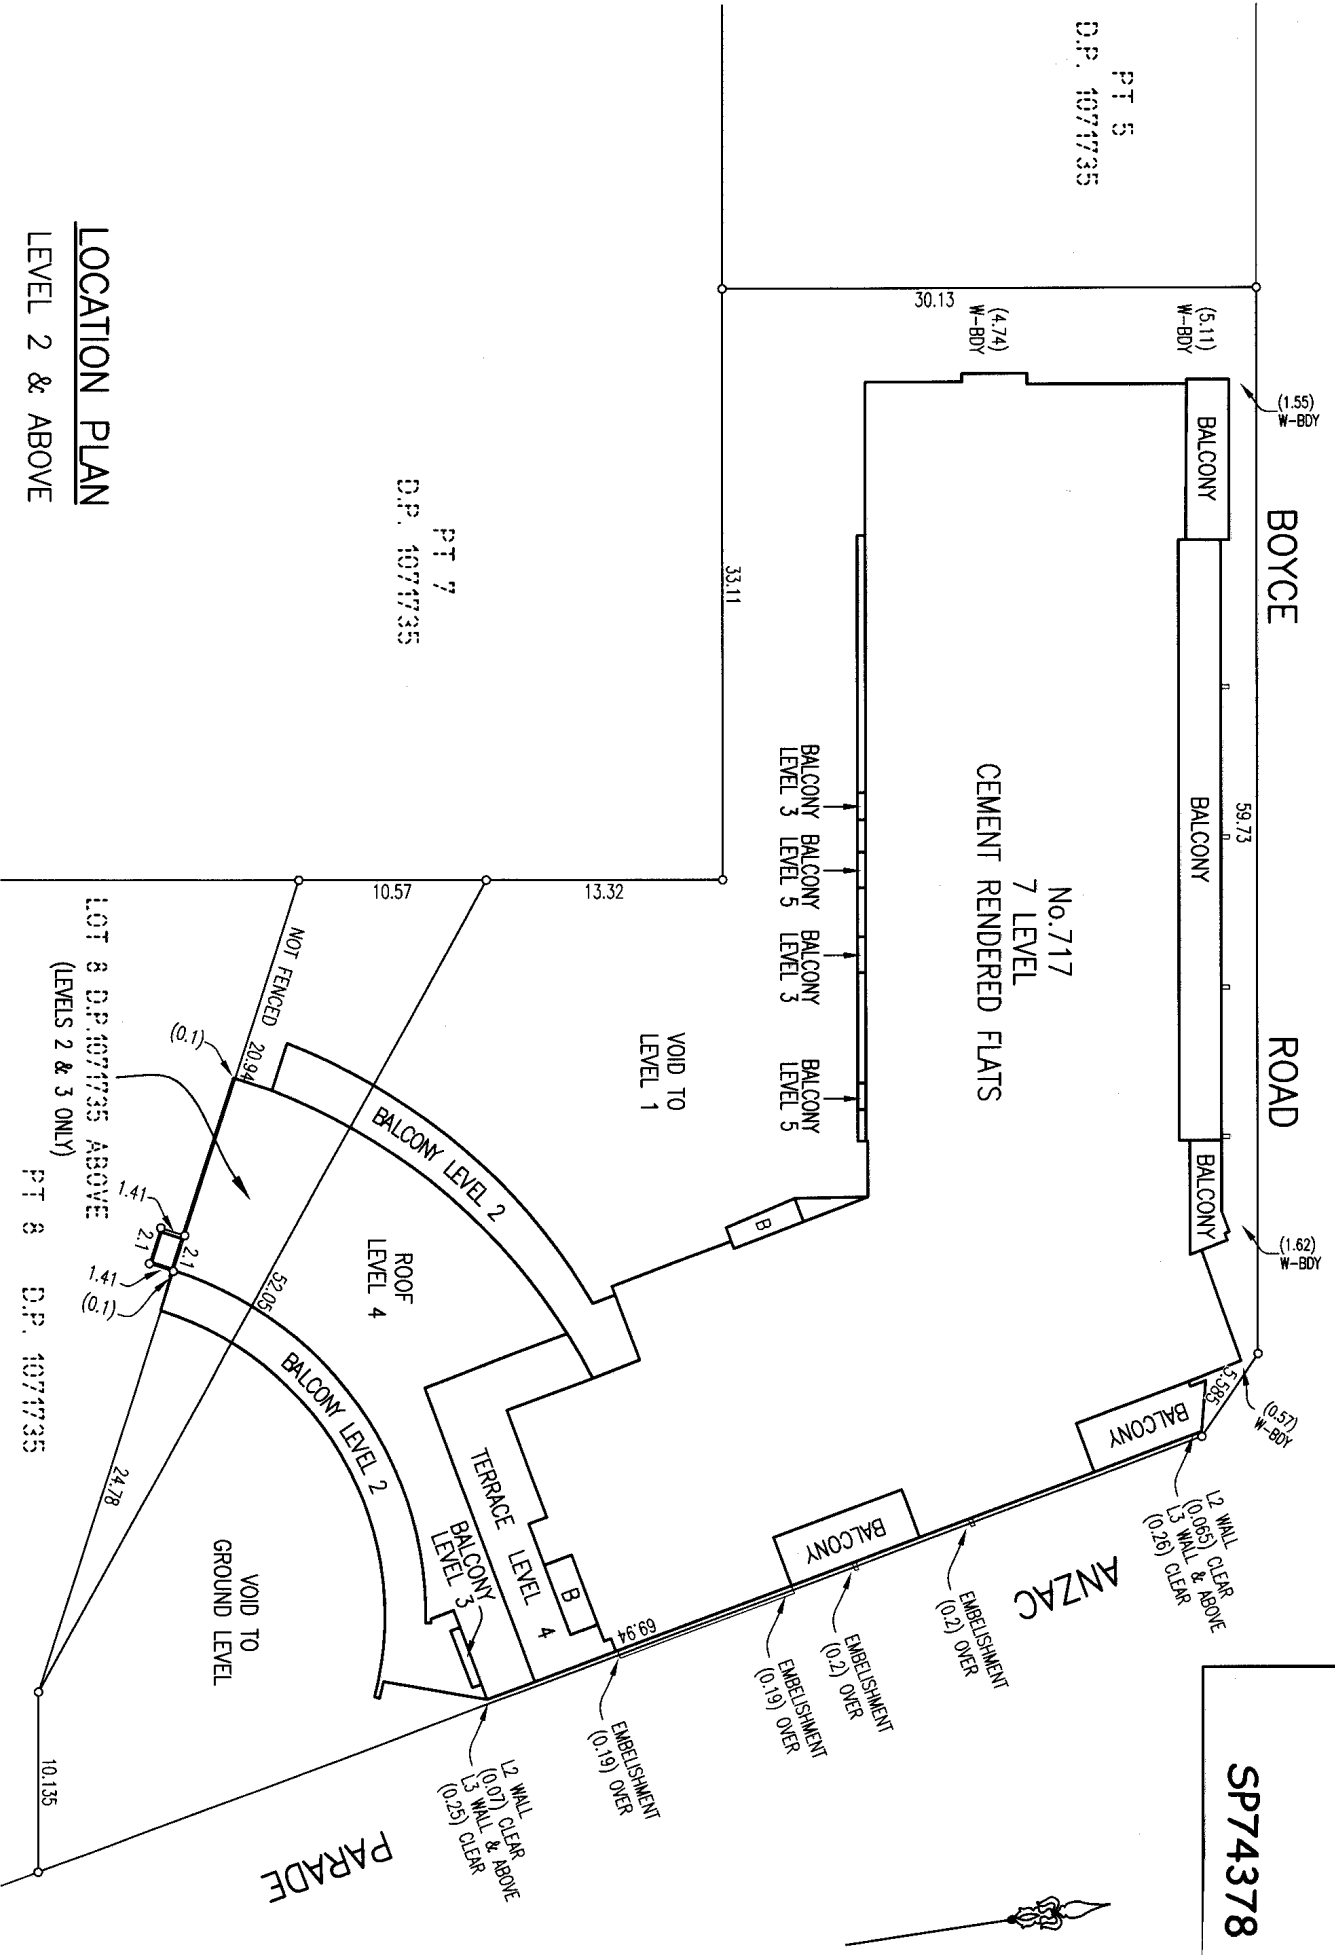 SP74378
BOYCE
ROAD
59.73
(1.55)
W-BDY
(1.62)
W-BDY
(0.57)
W-BDY
5.585
PT 5
D.P. 1071735
30.13
(5.11)
W-BDY
(4.74)
W-BDY
BALCONY
BALCONY
BALCONY
BALCONY
BALCONY
No.717
7 LEVEL
CEMENT RENDERED FLATS
L2 WALL
(0.065) CLEAR
L3 WALL & ABOVE
(0.26) CLEAR
ANZAC
EMBELISHMENT
(0.2) OVER
EMBELISHMENT
(0.2) OVER
EMBELISHMENT
(0.19) OVER
EMBELISHMENT
(0.19) OVER
69.94
BALCONY
LEVEL 3
BALCONY
LEVEL 5
BALCONY
LEVEL 3
BALCONY
LEVEL 5
33.11
13.32
10.57
VOID TO
LEVEL 1
B
B
TERRACE LEVEL 4
BALCONY
LEVEL 3
BALCONY LEVEL 2
BALCONY LEVEL 2
ROOF
LEVEL 4
L2 WALL
(0.07) CLEAR
L3 WALL & ABOVE
(0.25) CLEAR
PARADE
PT 7
D.P. 1071735
NOT FENCED 20.94
52.05
(0.1)
2.1
1.41
2.1
1.41
(0.1)
24.78
VOID TO
GROUND LEVEL
10.135
LOT 8 D.P.1071735 ABOVE
(LEVELS 2 & 3 ONLY)
PT 8 D.P. 1071735
LOCATION PLAN
LEVEL 2 & ABOVE